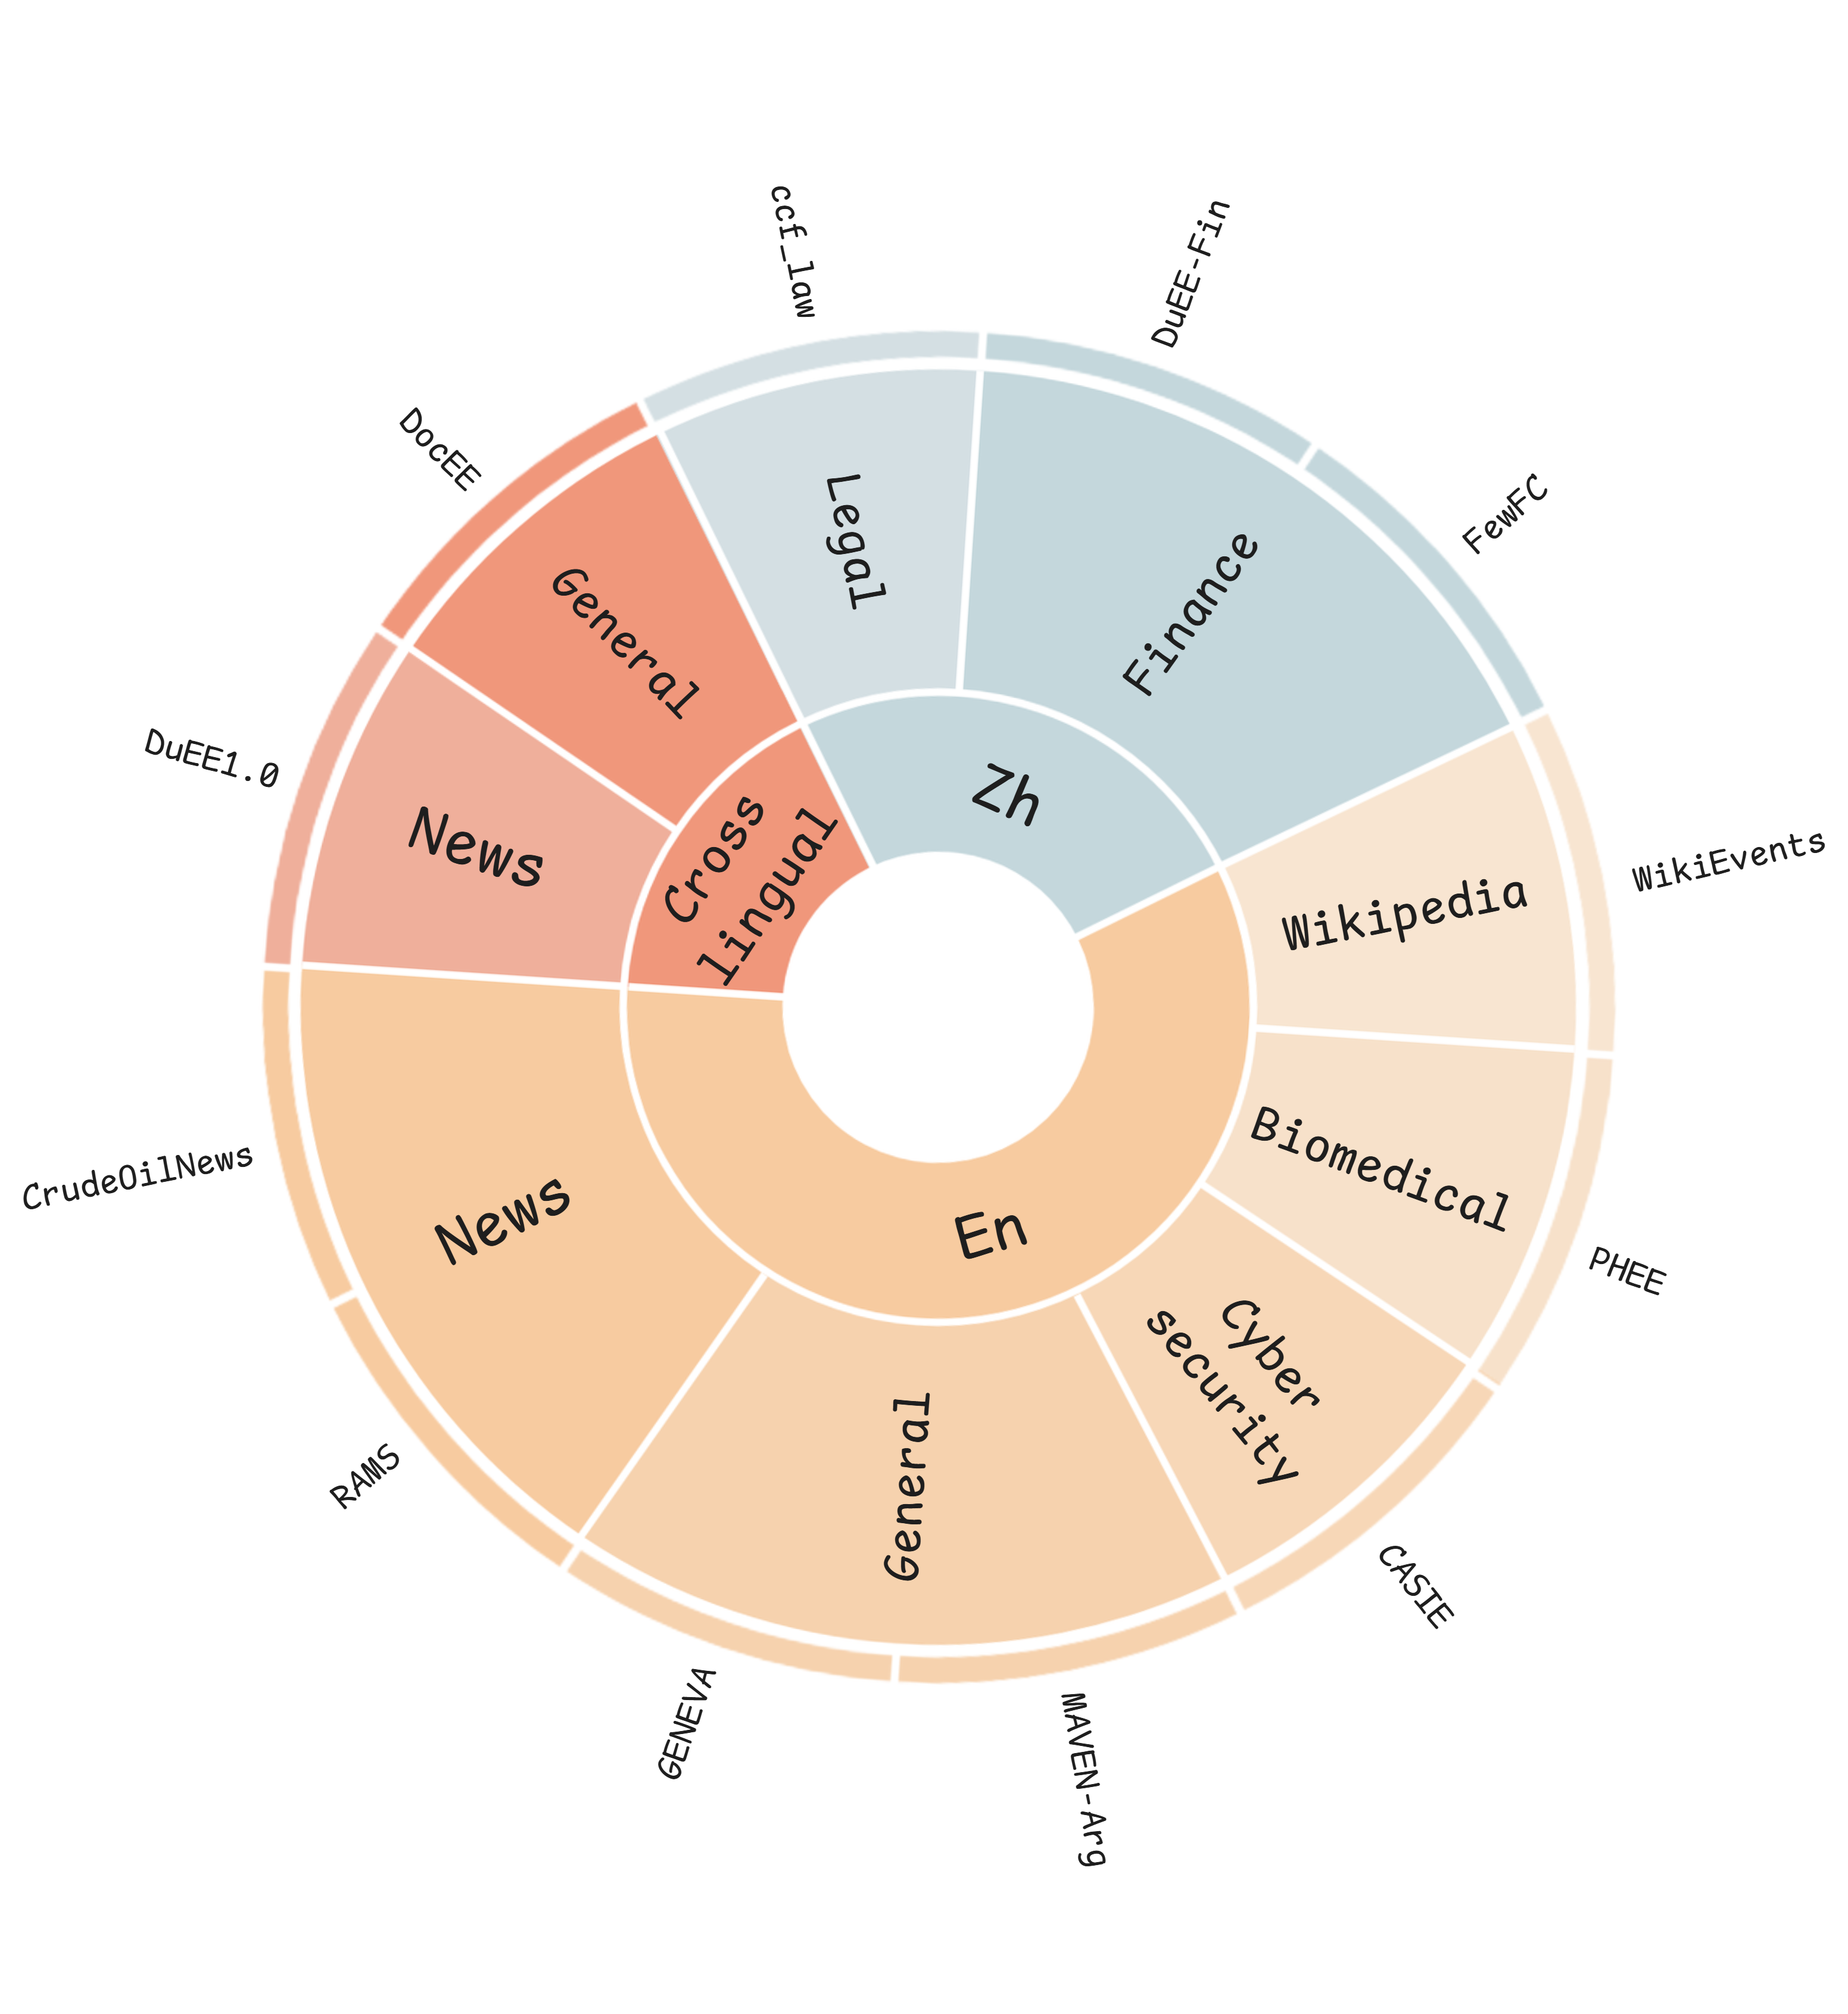 ccf_law
DuEE-Fin
FewFC
WikiEvents
PHEE
CASIE
MAVEN-Arg
GENEVA
RAMS
CrudeOilNews
DuEE1.0
DocEE
Legal
Finance
Wikipedia
Biomedical
Cyber
security
General
News
News
General
Zh
En
Cross
lingual